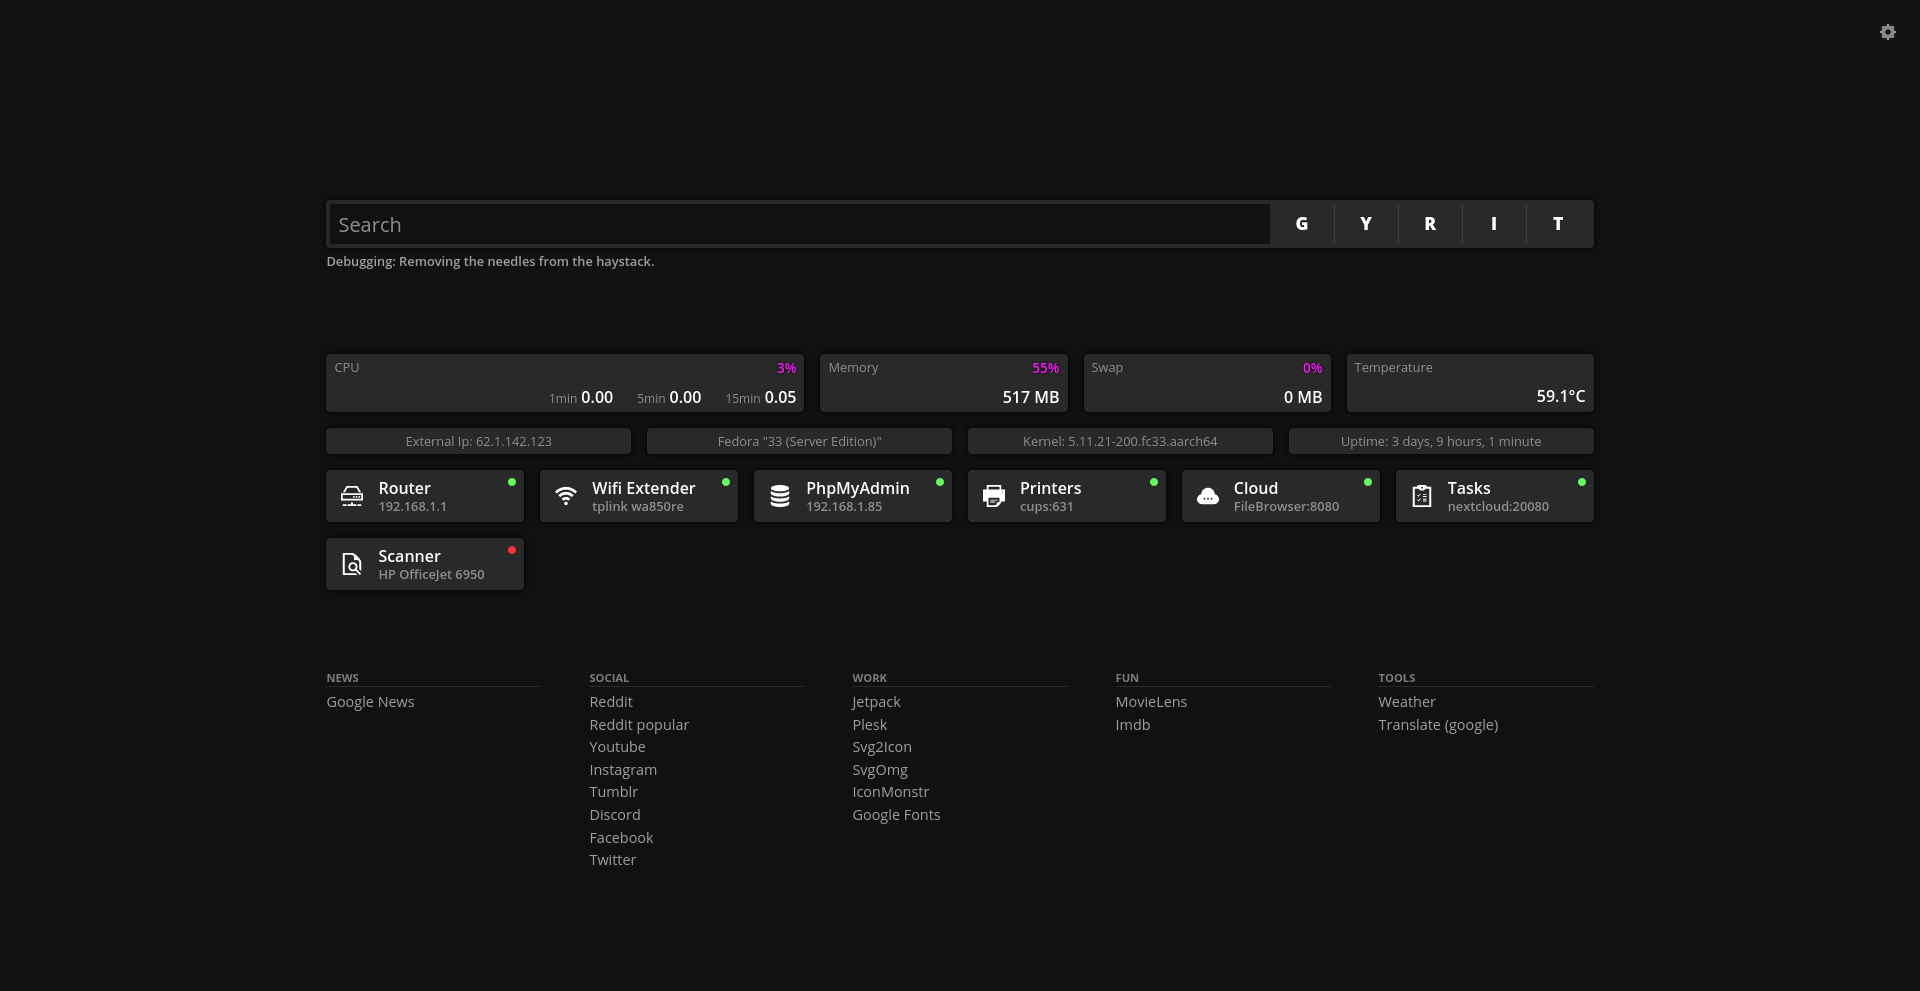 Search
G Y R I T
Debugging: Removing the needles from the haystack.
CPU 3%
1min 0.00 5min 0.00 15min 0.05
Memory 55%
517 MB
Swap 0%
0 MB
Temperature
59.1°C
External Ip: 62.1.142.123
Fedora "33 (Server Edition)"
Kernel: 5.11.21-200.fc33.aarch64
Uptime: 3 days, 9 hours, 1 minute
Router
192.168.1.1
Wifi Extender
tplink wa850re
PhpMyAdmin
192.168.1.85
Printers
cups:631
Cloud
FileBrowser:8080
Tasks
nextcloud:20080
Scanner
HP OfficeJet 6950
NEWS
Google News
SOCIAL
Reddit
Reddit popular
Youtube
Instagram
Tumblr
Discord
Facebook
Twitter
WORK
Jetpack
Plesk
Svg2Icon
SvgOmg
IconMonstr
Google Fonts
FUN
MovieLens
Imdb
TOOLS
Weather
Translate (google)